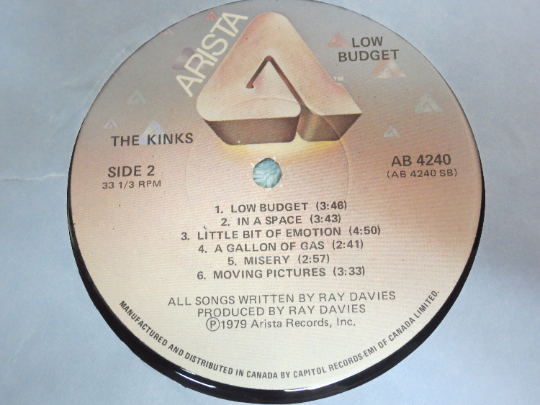 ARISTA
LOW
BUDGET
TM
THE KINKS
SIDE 2
33 1/3 RPM
AB 4240
(AB 4240 SB)
1. LOW BUDGET (3:46)
2. IN A SPACE (3:43)
3. LITTLE BIT OF EMOTION (4:50)
4. A GALLON OF GAS (2:41)
5. MISERY (2:57)
6. MOVING PICTURES (3:33)
ALL SONGS WRITTEN BY RAY DAVIES
PRODUCED BY RAY DAVIES
Ⓟ1979 Arista Records, Inc.
MANUFACTURED AND DISTRIBUTED IN CANADA BY CAPITOL RECORDS-EMI OF CANADA LIMITED.